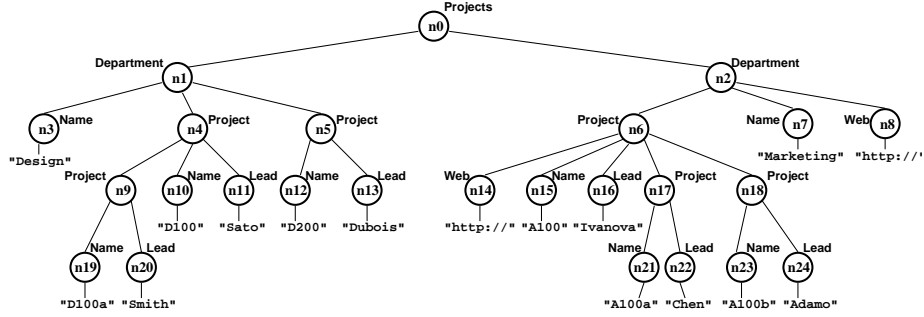 Projects
n0
Department n1
Department n2
n3 Name
n4 Project
n5 Project
Project n6
Name n7
Web n8
"Design"
"Marketing"
"http://"
Project n9
n10 Name
n11 Lead
n12 Name
n13 Lead
Web n14
n15 Name
n16 Lead
n17 Project
n18 Project
"D100"
"Sato"
"D200"
"Dubois"
"http://"
"A100"
"Ivanova"
n19 Name
n20 Lead
Name n21
n22 Lead
n23 Name
n24 Lead
"D100a"
"Smith"
"A100a"
"Chen"
"A100b"
"Adamo"